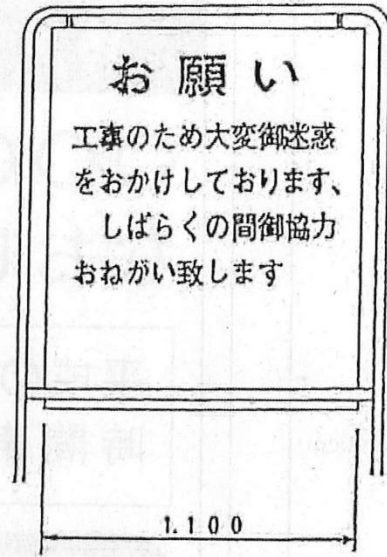 お願い
工事のため大変御迷惑
をおかけしております、
しばらくの間御協力
おねがい致します
1.100